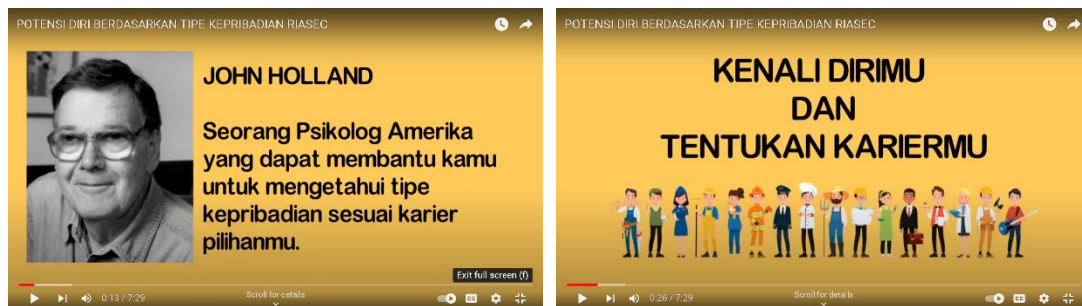 POTENSI DIRI BERDASARKAN TIPE KEPRIBADIAN RIASEC
JOHN HOLLAND
Seorang Psikolog Amerika
yang dapat membantu kamu
untuk mengetahui tipe
kepribadian sesuai karier
pilihanmu.
Exit full screen (f)
0:13 / 7:29
Scroll for details
POTENSI DIRI BERDASARKAN TIPE KEPRIBADIAN RIASEC
KENALI DIRIMU
DAN
TENTUKAN KARIERMU
0:26 / 7:29
Scroll for details